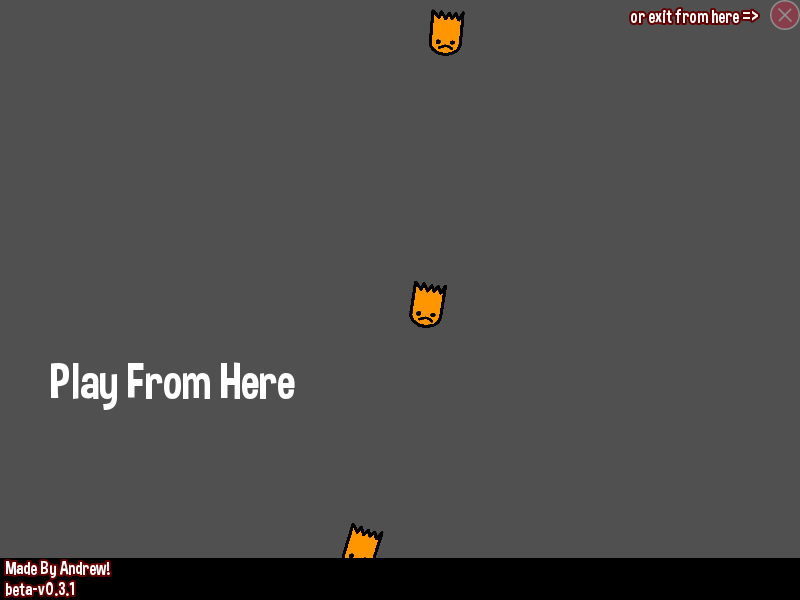 or exit from here =>
Play From Here
Made By Andrew!
beta-v0.3.1